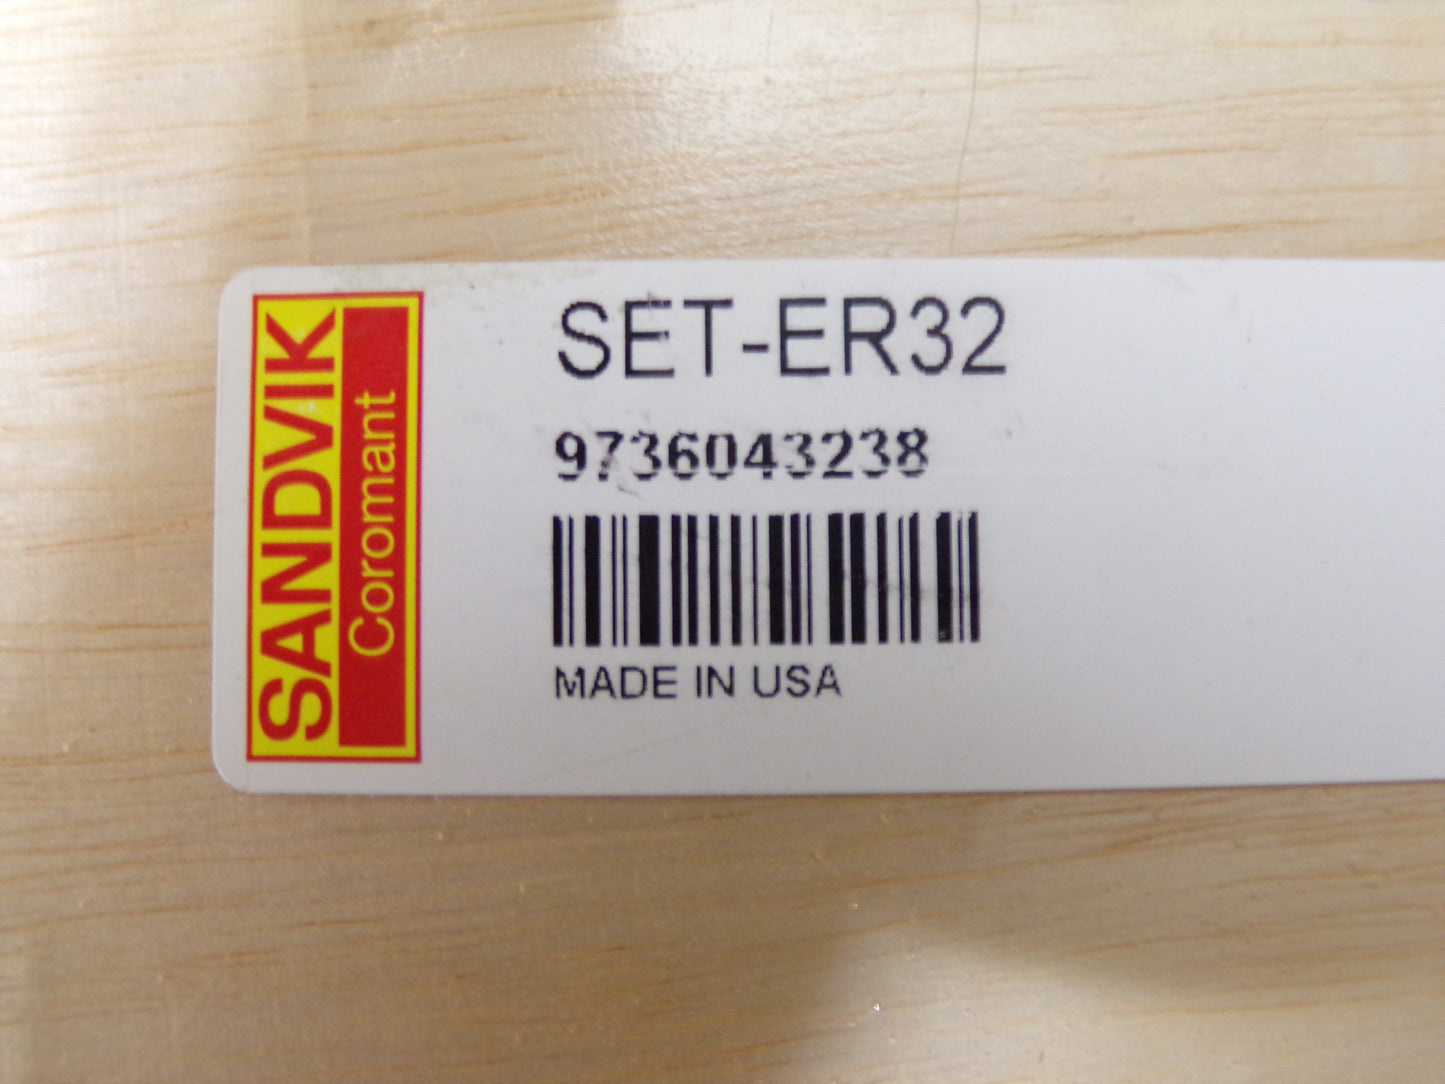 SANDVIK
Coromant
SET-ER32
9736043238
MADE IN USA